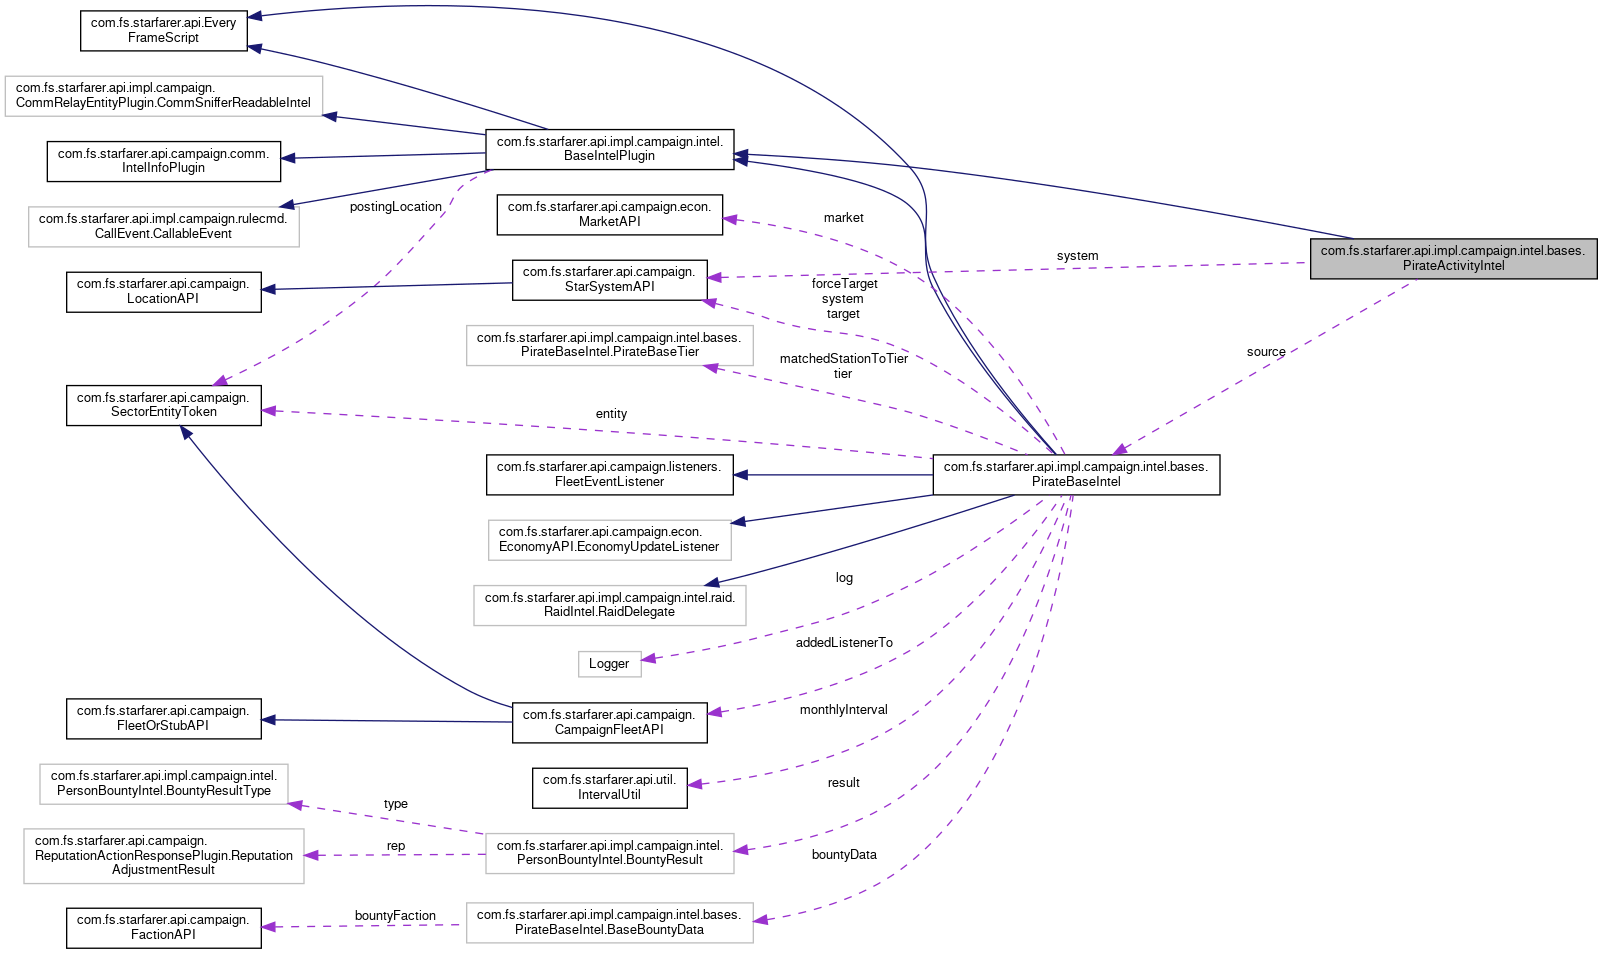 com.fs.starfarer.api.Every
FrameScript
com.fs.starfarer.api.impl.campaign.
CommRelayEntityPlugin.CommSnifferReadableIntel
com.fs.starfarer.api.campaign.comm.
IntelInfoPlugin
com.fs.starfarer.api.impl.campaign.rulecmd.
CallEvent.CallableEvent
com.fs.starfarer.api.campaign.
LocationAPI
com.fs.starfarer.api.campaign.
SectorEntityToken
com.fs.starfarer.api.campaign.
FleetOrStubAPI
com.fs.starfarer.api.impl.campaign.intel.
PersonBountyIntel.BountyResultType
com.fs.starfarer.api.campaign.
ReputationActionResponsePlugin.Reputation
AdjustmentResult
com.fs.starfarer.api.campaign.
FactionAPI
postingLocation
entity
type
rep
bountyFaction
com.fs.starfarer.api.impl.campaign.intel.
BaseIntelPlugin
com.fs.starfarer.api.campaign.econ.
MarketAPI
com.fs.starfarer.api.campaign.
StarSystemAPI
com.fs.starfarer.api.impl.campaign.intel.bases.
PirateBaseIntel.PirateBaseTier
com.fs.starfarer.api.campaign.listeners.
FleetEventListener
com.fs.starfarer.api.campaign.econ.
EconomyAPI.EconomyUpdateListener
com.fs.starfarer.api.impl.campaign.intel.raid.
RaidIntel.RaidDelegate
Logger
com.fs.starfarer.api.campaign.
CampaignFleetAPI
com.fs.starfarer.api.util.
IntervalUtil
com.fs.starfarer.api.impl.campaign.intel.
PersonBountyIntel.BountyResult
com.fs.starfarer.api.impl.campaign.intel.bases.
PirateBaseIntel.BaseBountyData
market
forceTarget
system
target
matchedStationToTier
tier
log
addedListenerTo
monthlyInterval
result
bountyData
com.fs.starfarer.api.impl.campaign.intel.bases.
PirateBaseIntel
system
source
com.fs.starfarer.api.impl.campaign.intel.bases.
PirateActivityIntel